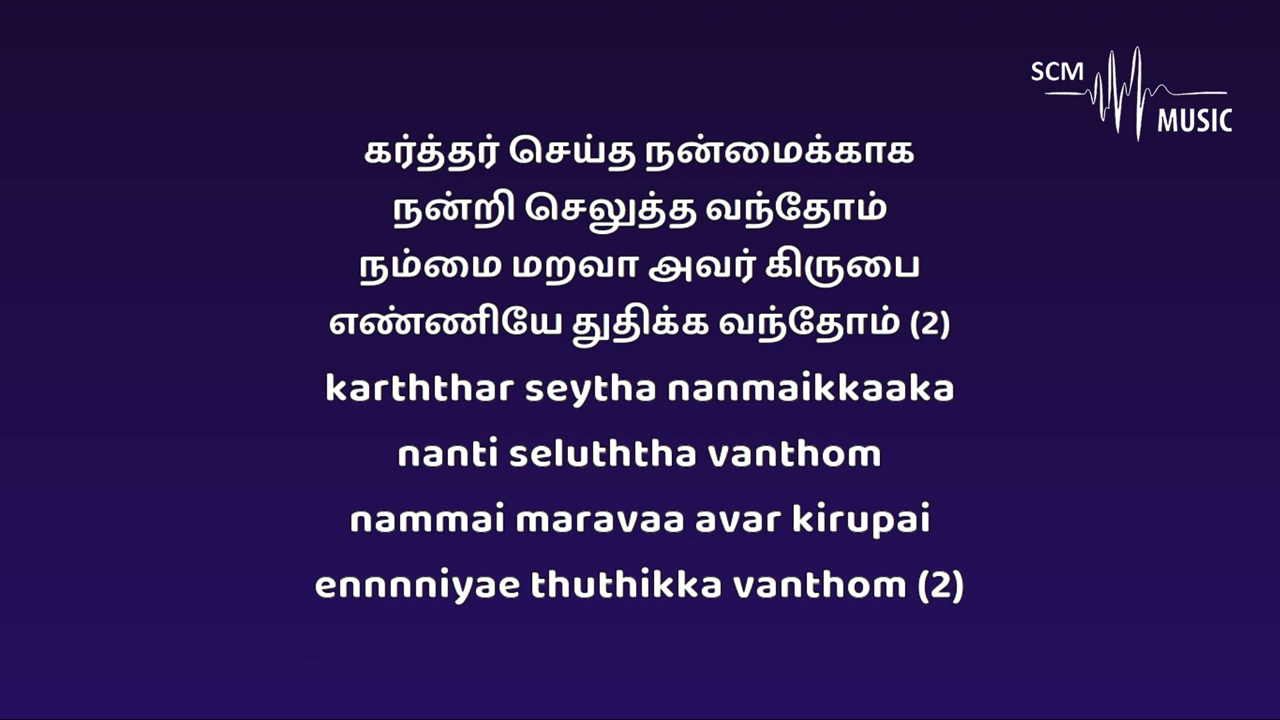 SCM
MUSIC
கர்த்தர் செய்த நன்மைக்காக
நன்றி செலுத்த வந்தோம்
நம்மை மறவா அவர் கிருபை
எண்ணியே துதிக்க வந்தோம் (2)
karththar seytha nanmaikkaaka
nanti seluththa vanthom
nammai maravaa avar kirupai
ennnniyae thuthikka vanthom (2)